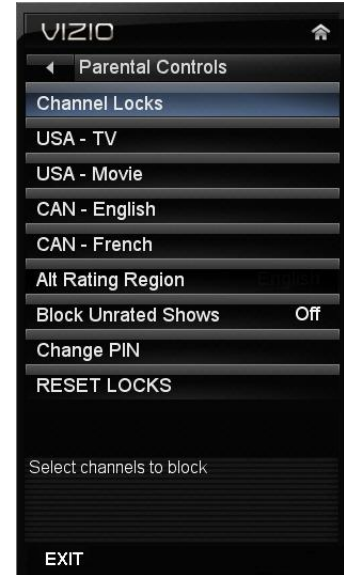 VIZIO
Parental Controls
Channel Locks
USA - TV
USA - Movie
CAN - English
CAN - French
Alt Rating Region English
Block Unrated Shows Off
Change PIN
RESET LOCKS
Select channels to block
EXIT